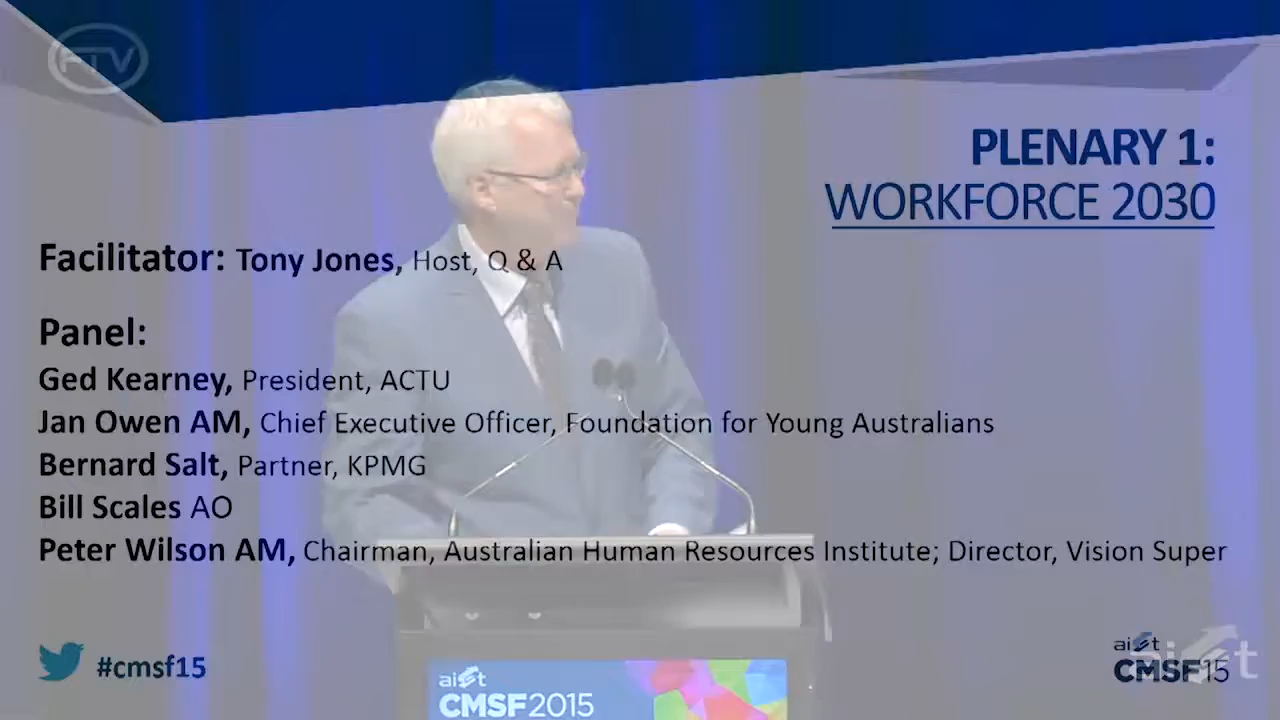 PTV
PLENARY 1:
WORKFORCE 2030
Facilitator: Tony Jones, Host, Q & A
Panel:
Ged Kearney, President, ACTU
Jan Owen AM, Chief Executive Officer, Foundation for Young Australians
Bernard Salt, Partner, KPMG
Bill Scales AO
Peter Wilson AM, Chairman, Australian Human Resources Institute; Director, Vision Super
#cmsf15
aist
CMSF15
aist
aist
CMSF2015